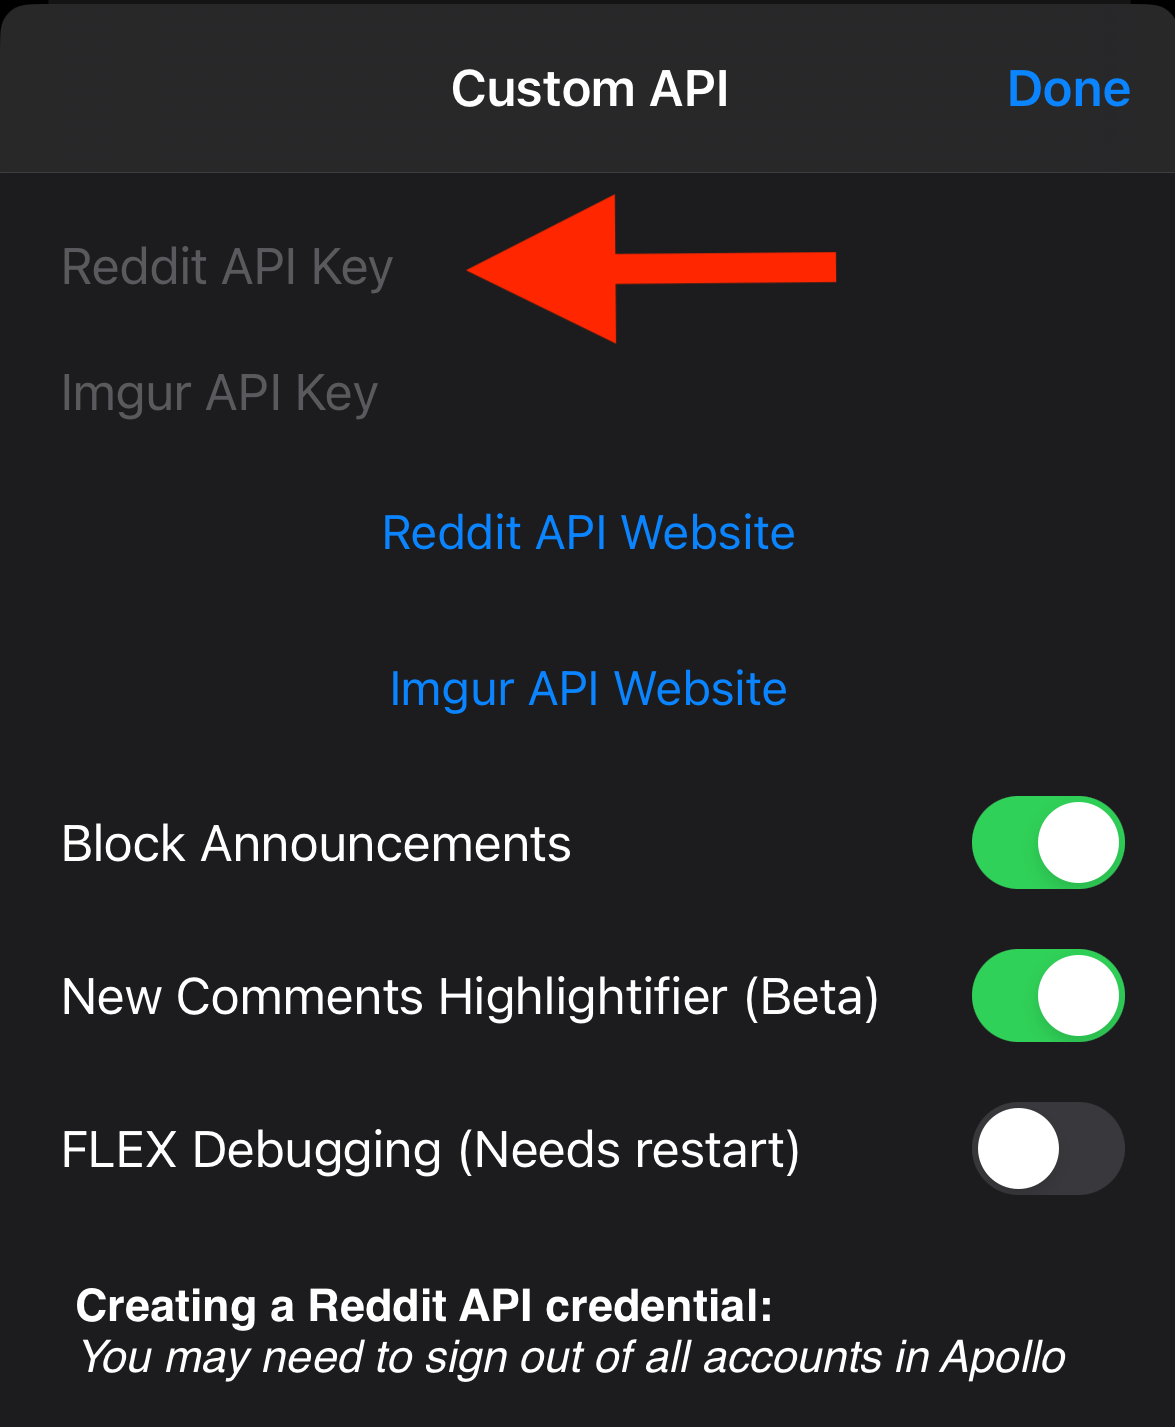 Custom API
Done
Reddit API Key
Imgur API Key
Reddit API Website
Imgur API Website
Block Announcements
New Comments Highlightifier (Beta)
FLEX Debugging (Needs restart)
Creating a Reddit API credential:
You may need to sign out of all accounts in Apollo